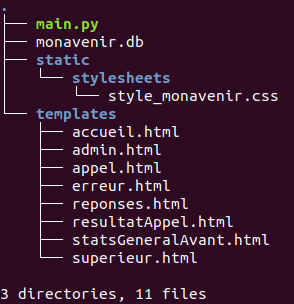 .
├── main.py
├── monavenir.db
├── static
│   └── stylesheets
│       └── style_monavenir.css
└── templates
    ├── accueil.html
    ├── admin.html
    ├── appel.html
    ├── erreur.html
    ├── reponses.html
    ├── resultatAppel.html
    ├── statsGeneralAvant.html
    └── superieur.html
3 directories, 11 files